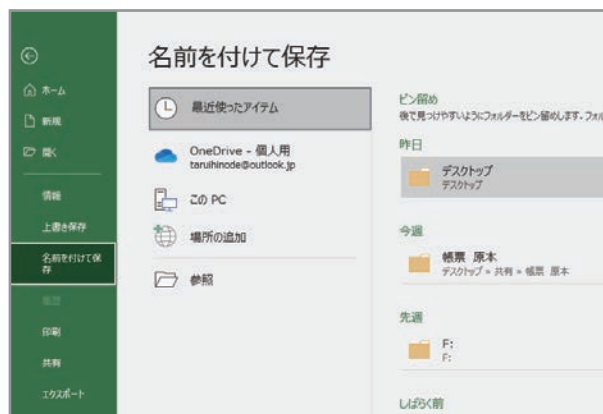 名前を付けて保存
ホーム
新規
開く
情報
上書き保存
名前を付けて保
存
印刷
共有
エクスポート
最近使ったアイテム
OneDrive - 個人用
taruihinode@outlook.jp
この PC
場所の追加
参照
ピン留め
後で見つけやすいようにフォルダーをピン留めします。フォル
昨日
デスクトップ
デスクトップ
今週
帳票 原本
デスクトップ » 共有 » 帳票 原本
先週
F:
F:
しばらく前